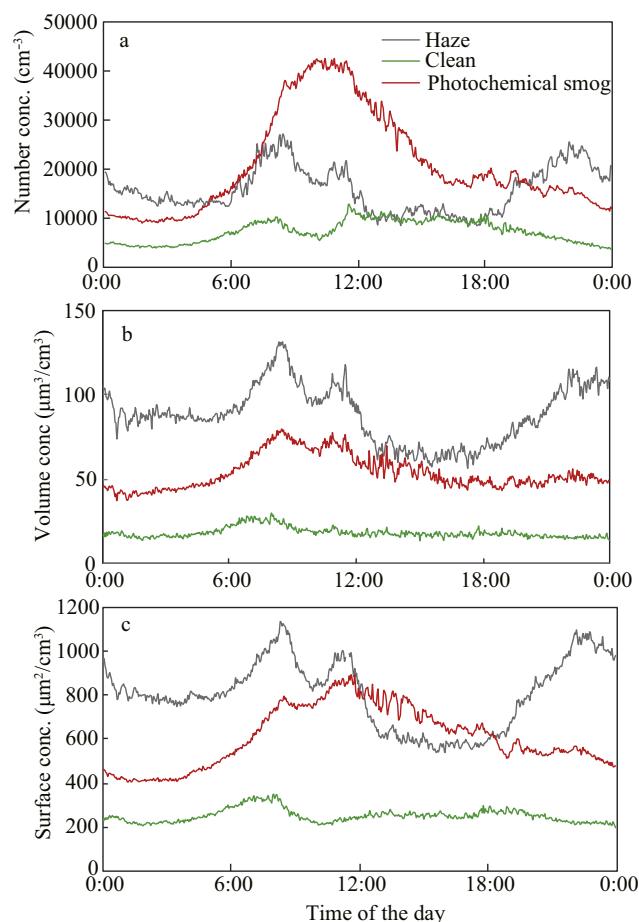 a
Haze
Clean
Photochemical smog
Number conc. (cm⁻³)
50000
40000
30000
20000
10000
0
0:00 6:00 12:00 18:00 0:00
b
Volume conc (μm³/cm³)
150
100
50
0
0:00 6:00 12:00 18:00 0:00
c
Surface conc. (μm²/cm³)
1200
1000
800
600
400
200
0
0:00 6:00 12:00 18:00 0:00
Time of the day